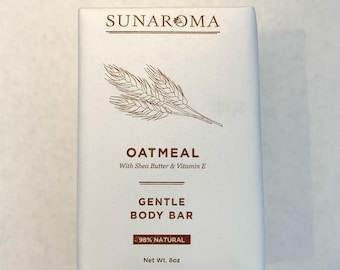 SUNAROMA
OATMEAL
With Shea Butter & Vitamin E
GENTLE
BODY BAR
98% NATURAL
Net Wt. 8oz